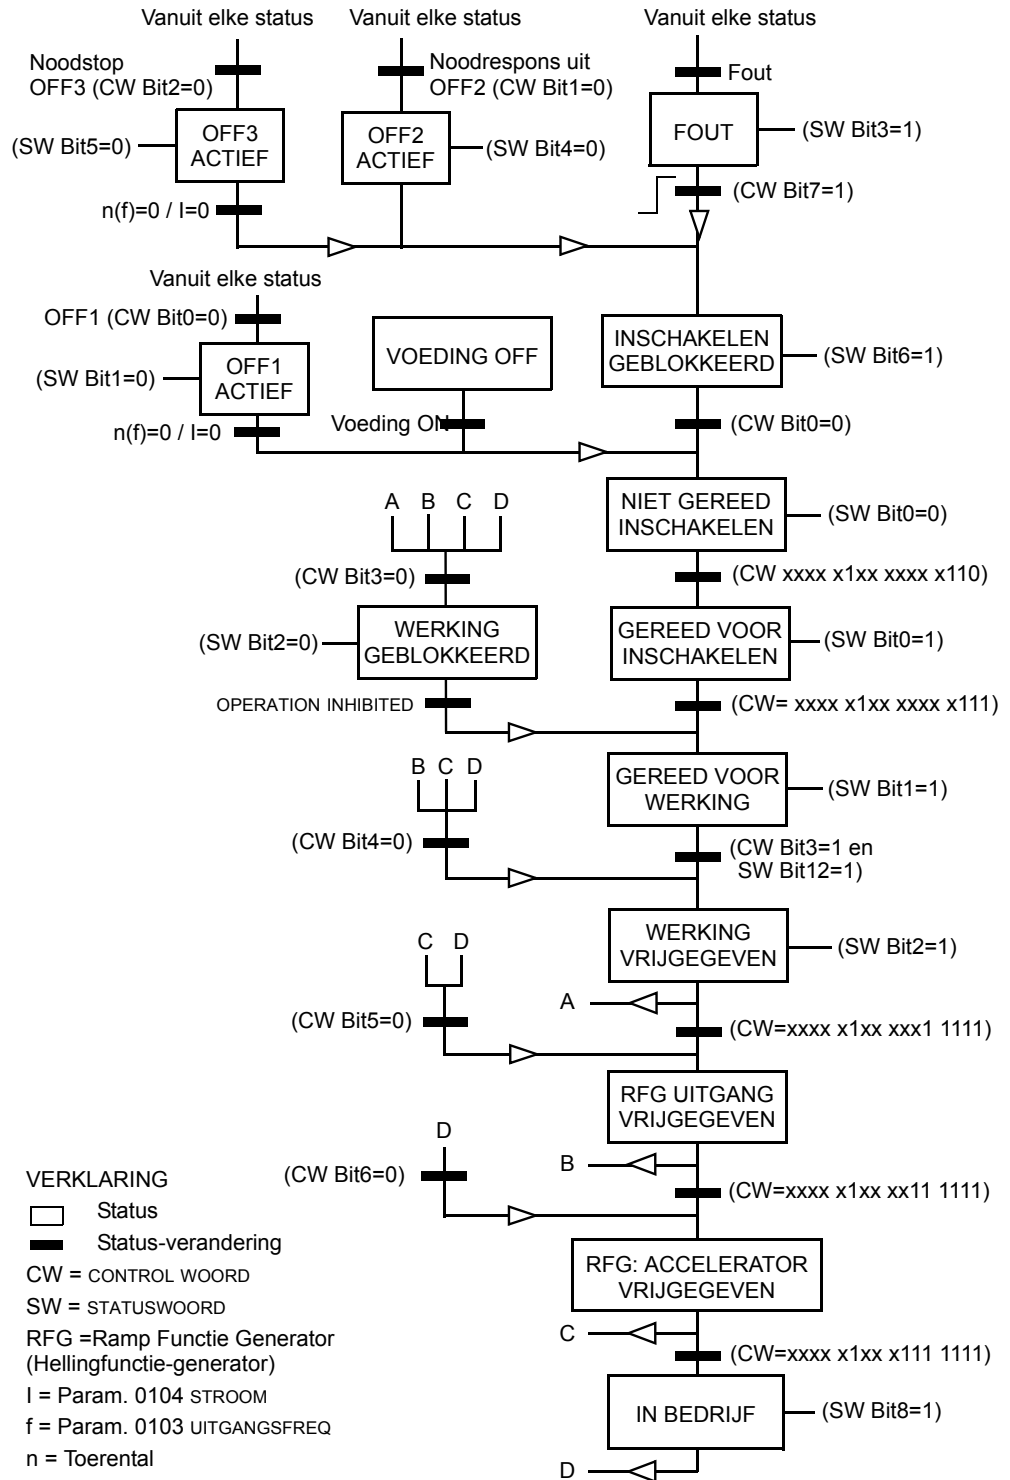 Vanuit elke status
Vanuit elke status
Vanuit elke status
Noodstop
OFF3 (CW Bit2=0)
Noodrespons uit
OFF2 (CW Bit1=0)
Fout
(SW Bit5=0)
OFF3
ACTIEF
OFF2
ACTIEF
(SW Bit4=0)
FOUT
(SW Bit3=1)
n(f)=0 / I=0
(CW Bit7=1)
Vanuit elke status
OFF1 (CW Bit0=0)
(SW Bit1=0)
OFF1
ACTIEF
VOEDING OFF
INSCHAKELEN
GEBLOKKEERD
(SW Bit6=1)
n(f)=0 / I=0
Voeding ON
(CW Bit0=0)
A B C D
NIET GEREED
INSCHAKELEN
(SW Bit0=0)
(CW Bit3=0)
(CW xxxx x1xx xxxx x110)
(SW Bit2=0)
WERKING
GEBLOKKEERD
GEREED VOOR
INSCHAKELEN
(SW Bit0=1)
OPERATION INHIBITED
(CW= xxxx x1xx xxxx x111)
B C D
GEREED VOOR
WERKING
(SW Bit1=1)
(CW Bit4=0)
(CW Bit3=1 en
SW Bit12=1)
C D
WERKING
VRIJGEGEVEN
(SW Bit2=1)
A
(CW Bit5=0)
(CW=xxxx x1xx xxx1 1111)
RFG UITGANG
VRIJGEGEVEN
D
B
(CW Bit6=0)
(CW=xxxx x1xx xx11 1111)
RFG: ACCELERATOR
VRIJGEGEVEN
C
(CW=xxxx x1xx x111 1111)
IN BEDRIJF
(SW Bit8=1)
D
VERKLARING
Status
Status-verandering
CW = CONTROL WOORD
SW = STATUSWOORD
RFG =Ramp Functie Generator
(Hellingfunctie-generator)
I = Param. 0104 STROOM
f = Param. 0103 UITGANGSFREQ
n = Toerental